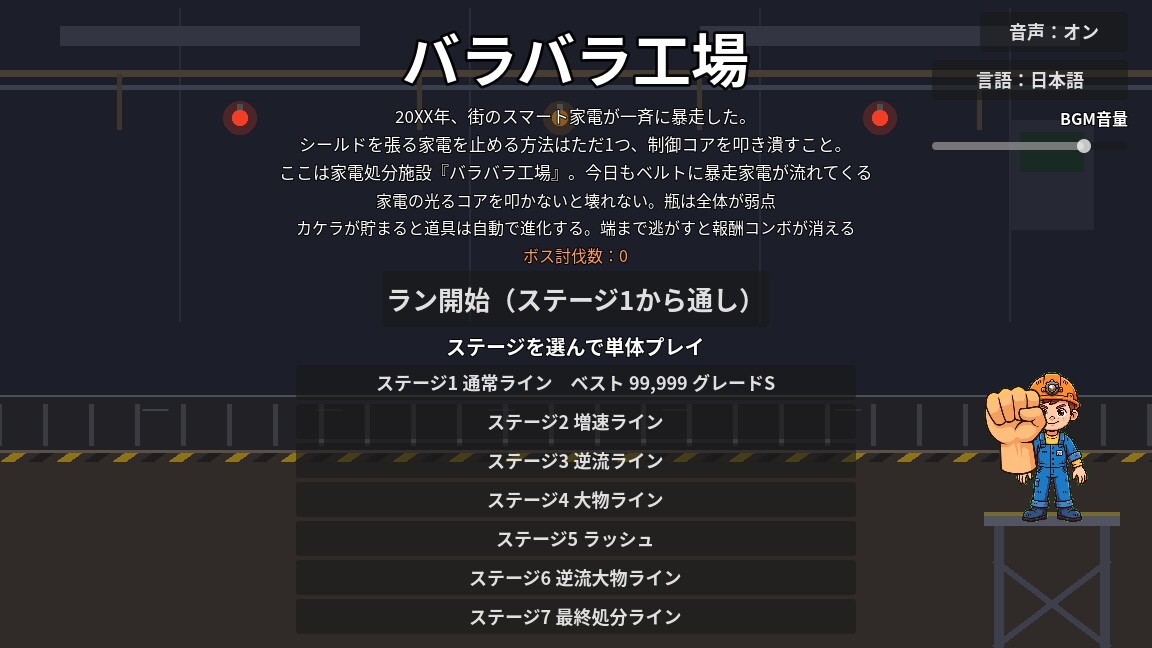 バラバラ工場
音声：オン
言語：日本語
BGM音量
20XX年、街のスマート家電が一斉に暴走した。
シールドを張る家電を止める方法はただ1つ、制御コアを叩き潰すこと。
ここは家電処分施設『バラバラ工場』。今日もベルトに暴走家電が流れてくる
家電の光るコアを叩かないと壊れない。瓶は全体が弱点
カケラが貯まると道具は自動で進化する。端まで逃がすと報酬コンボが消える
ボス討伐数：0
ラン開始（ステージ1から通し）
ステージを選んで単体プレイ
ステージ1 通常ライン　ベスト 99,999 グレードS
ステージ2 増速ライン
ステージ3 逆流ライン
ステージ4 大物ライン
ステージ5 ラッシュ
ステージ6 逆流大物ライン
ステージ7 最終処分ライン